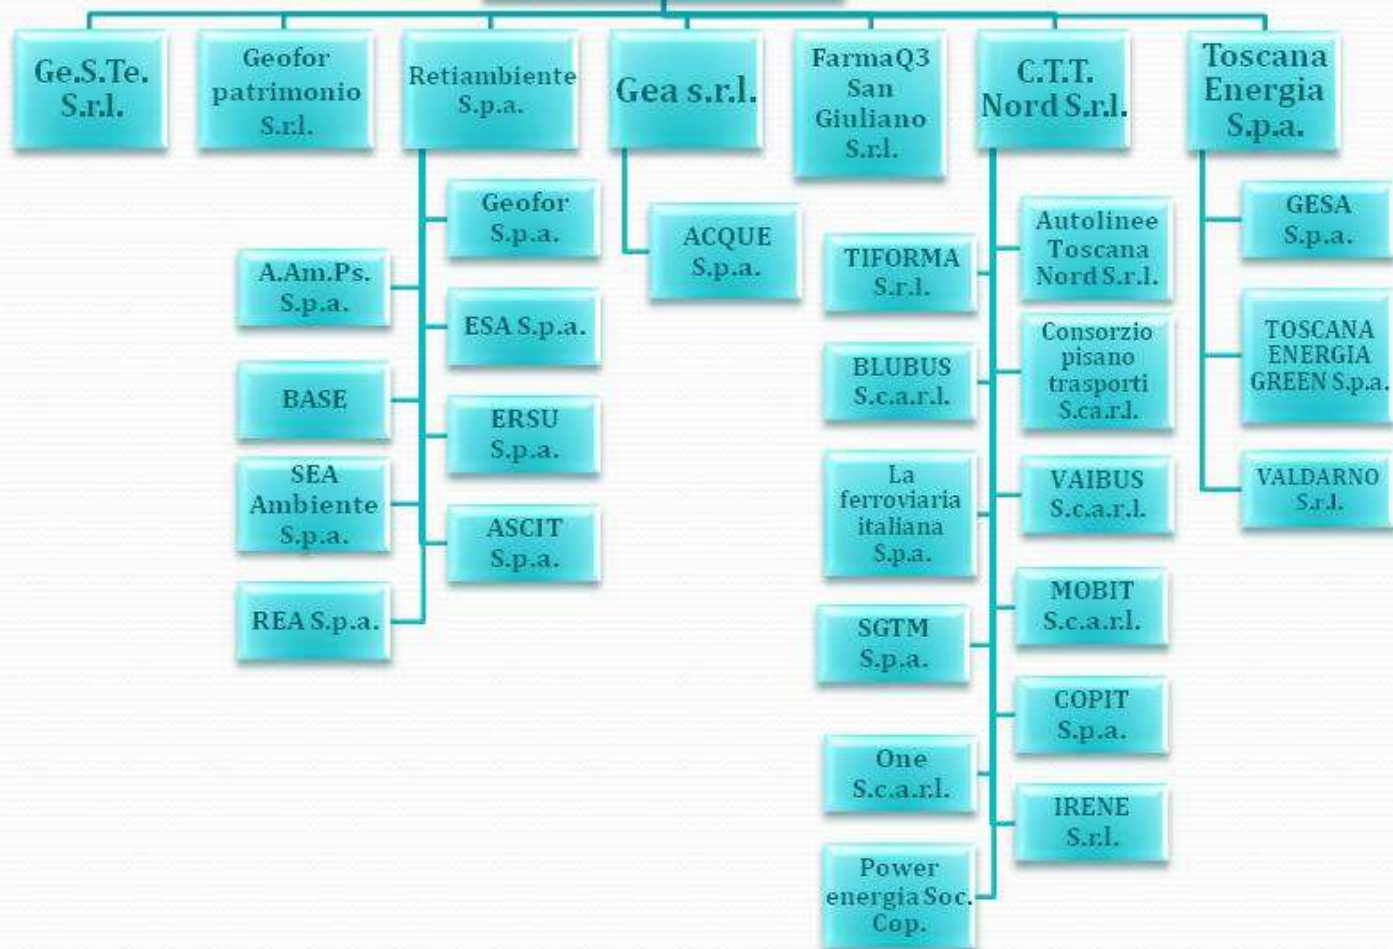 Ge.S.Te.
S.r.l.
Geofor
patrimonio
S.r.l.
Retiambiente
S.p.a.
Gea s.r.l.
FarmaQ3
San
Giuliano
S.r.l.
C.T.T.
Nord S.r.l.
Toscana
Energia
S.p.a.
Geofor
S.p.a.
A.Am.Ps.
S.p.a.
ESA S.p.a.
BASE
ERSU
S.p.a.
SEA
Ambiente
S.p.a.
ASCIT
S.p.a.
REA S.p.a.
ACQUE
S.p.a.
Autolinee
Toscana
Nord S.r.l.
TIFORMA
S.r.l.
Consorzio
pisano
trasporti
S.ca.r.l.
BLUBUS
S.c.a.r.l.
VAIBUS
S.c.a.r.l.
La
ferroviaria
italiana
S.p.a.
MOBIT
S.c.a.r.l.
SGTM
S.p.a.
COPIT
S.p.a.
One
S.c.a.r.l.
IRENE
S.r.l.
Power
energia Soc.
Cop.
GESA
S.p.a.
TOSCANA
ENERGIA
GREEN S.p.a.
VALDARNO
S.r.l.